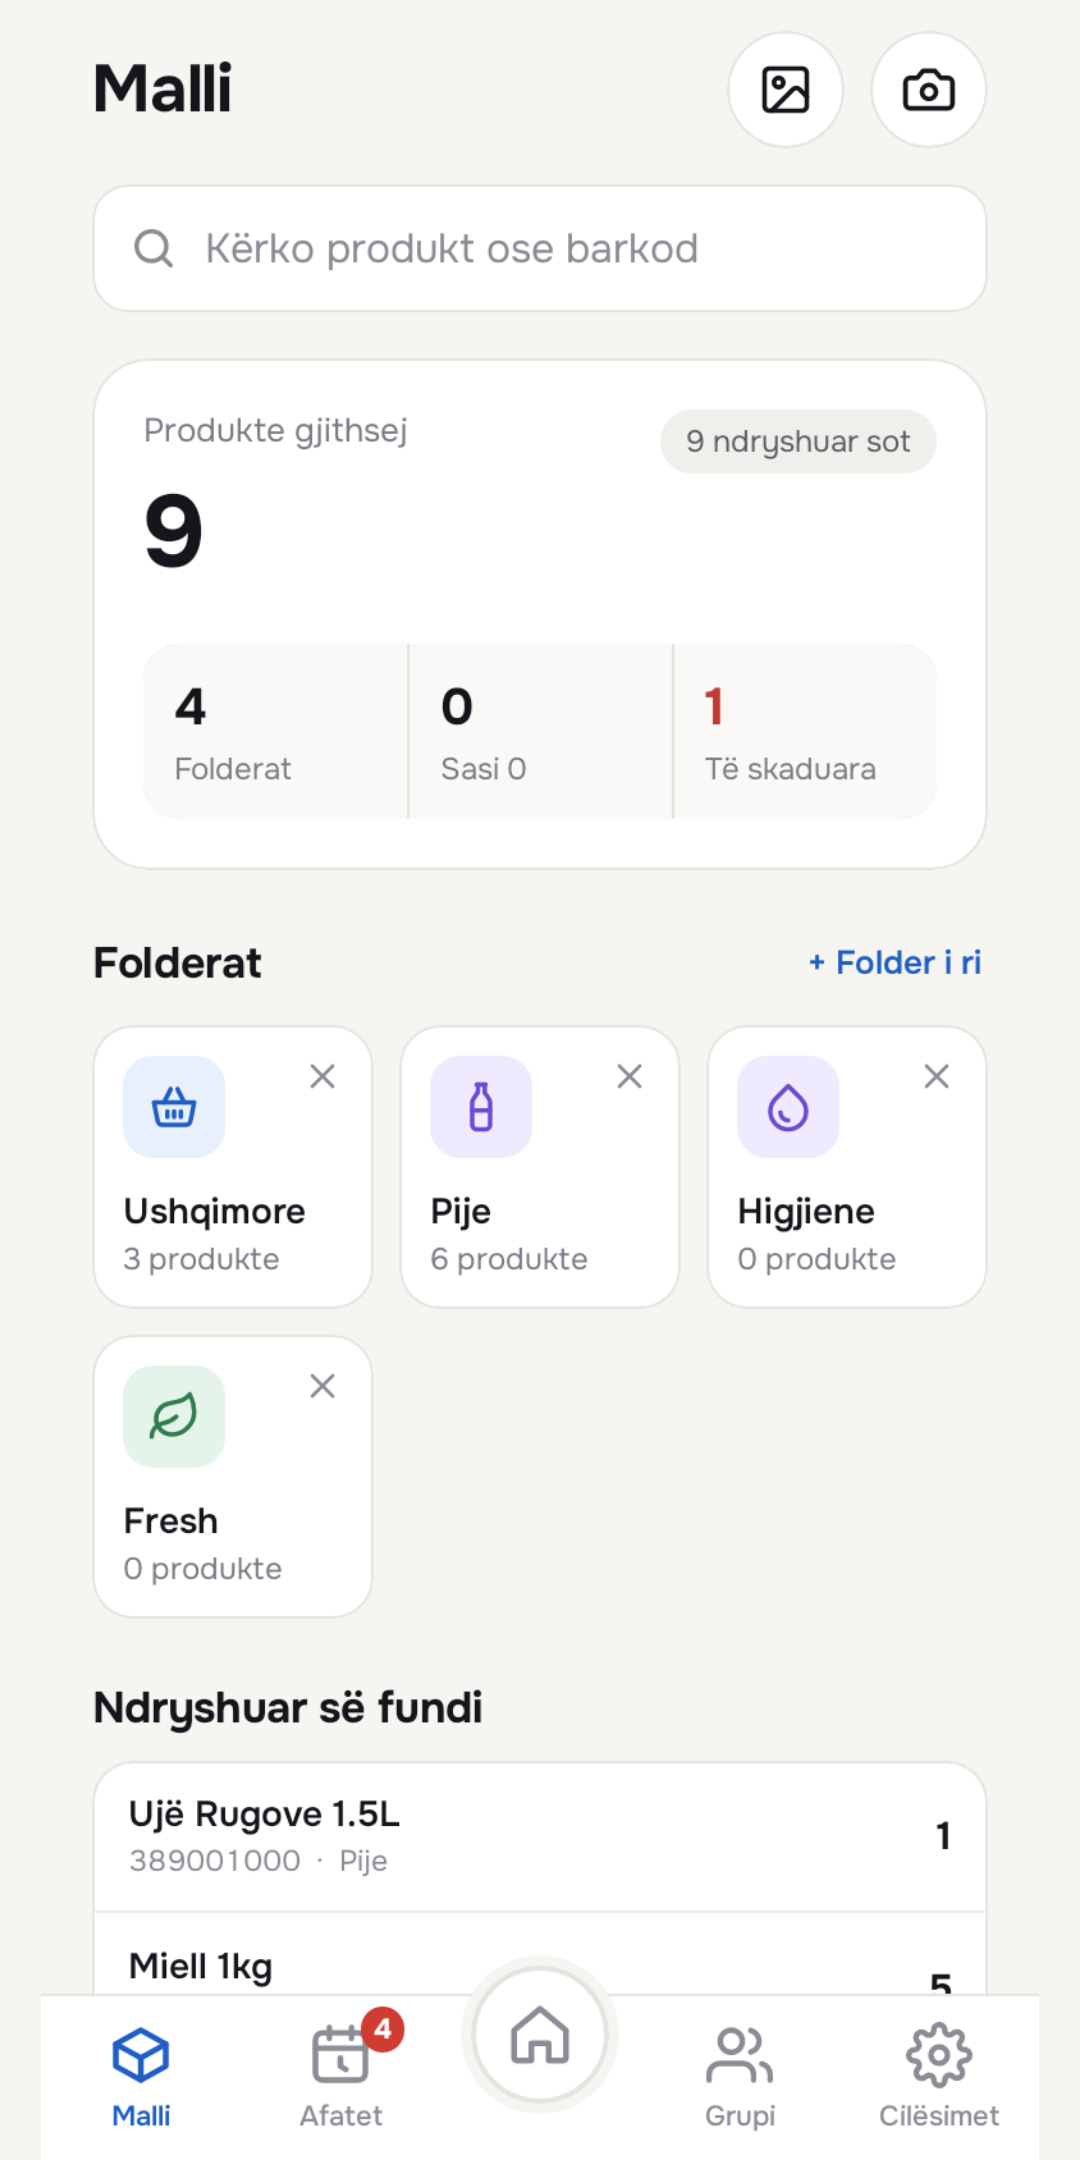 Malli
Kërko produkt ose barkod
Produkte gjithsej
9 ndryshuar sot
9
4
Folderat
0
Sasi 0
1
Të skaduara
Folderat
+ Folder i ri
Ushqimore
3 produkte
Pije
6 produkte
Higjiene
0 produkte
Fresh
0 produkte
Ndryshuar së fundi
Ujë Rugove 1.5L
1
389001000 · Pije
Miell 1kg
5
4
Malli
Afatet
Grupi
Cilësimet